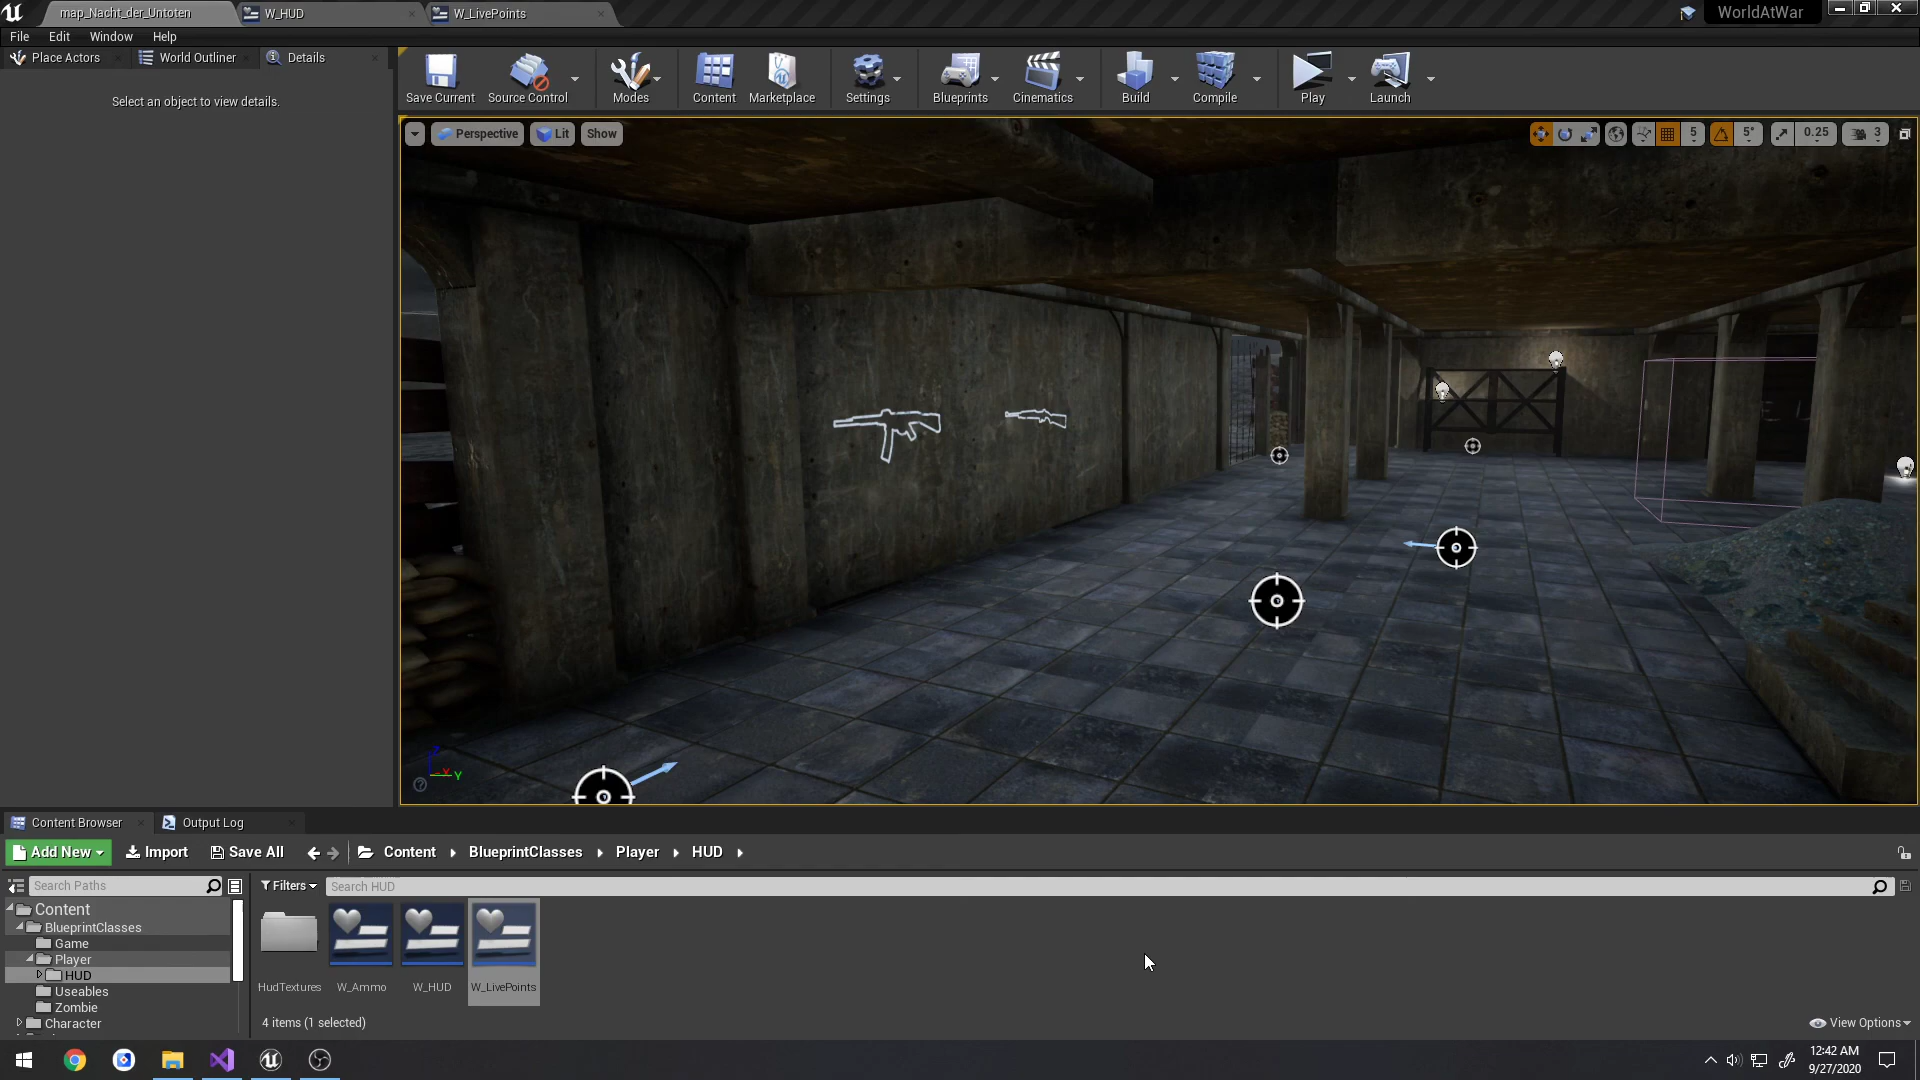 map_Nacht_der_Untoten
W_HUD
W_LivePoints
WorldAtWar
File
Edit
Window
Help
Place Actors
World Outliner
Details
Select an object to view details.
Save Current
Source Control
Modes
Content
Marketplace
Settings
Blueprints
Cinematics
Build
Compile
Play
Launch
Perspective
Lit
Show
5
5°
0.25
3
X
Y
Content Browser
Output Log
Add New
Import
Save All
Content
BlueprintClasses
Player
HUD
Search Paths
Filters
Search HUD
Content
BlueprintClasses
Game
Player
HUD
Useables
Zombie
Character
HudTextures
W_Ammo
W_HUD
W_LivePoints
4 items (1 selected)
View Options
12:42 AM
9/27/2020